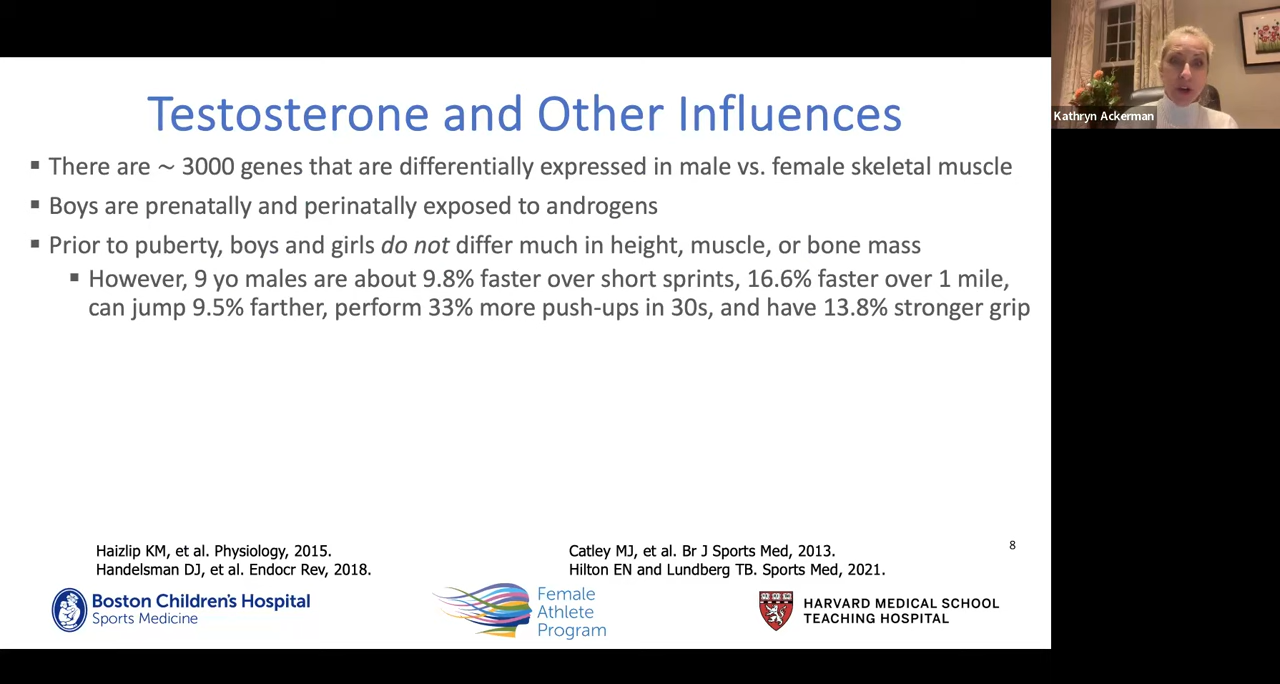 Testosterone and Other Influences
▪ There are ~ 3000 genes that are differentially expressed in male vs. female skeletal muscle
▪ Boys are prenatally and perinatally exposed to androgens
▪ Prior to puberty, boys and girls do not differ much in height, muscle, or bone mass
▪ However, 9 yo males are about 9.8% faster over short sprints, 16.6% faster over 1 mile,
can jump 9.5% farther, perform 33% more push-ups in 30s, and have 13.8% stronger grip
Haizlip KM, et al. Physiology, 2015.
Handelsman DJ, et al. Endocr Rev, 2018.
Catley MJ, et al. Br J Sports Med, 2013.
Hilton EN and Lundberg TB. Sports Med, 2021.
8
Boston Children's Hospital
Sports Medicine
Female
Athlete
Program
HARVARD MEDICAL SCHOOL
TEACHING HOSPITAL
Kathryn Ackerman